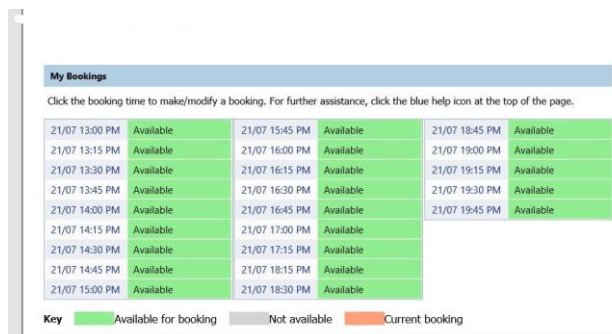 My Bookings
Click the booking time to make/modify a booking. For further assistance, click the blue help icon at the top of the page.
21/07 13:00 PM Available 21/07 15:45 PM Available 21/07 18:45 PM Available
21/07 13:15 PM Available 21/07 16:00 PM Available 21/07 19:00 PM Available
21/07 13:30 PM Available 21/07 16:15 PM Available 21/07 19:15 PM Available
21/07 13:45 PM Available 21/07 16:30 PM Available 21/07 19:30 PM Available
21/07 14:00 PM Available 21/07 16:45 PM Available 21/07 19:45 PM Available
21/07 14:15 PM Available 21/07 17:00 PM Available
21/07 14:30 PM Available 21/07 17:15 PM Available
21/07 14:45 PM Available 21/07 18:15 PM Available
21/07 15:00 PM Available 21/07 18:30 PM Available
Key Available for booking Not available Current booking